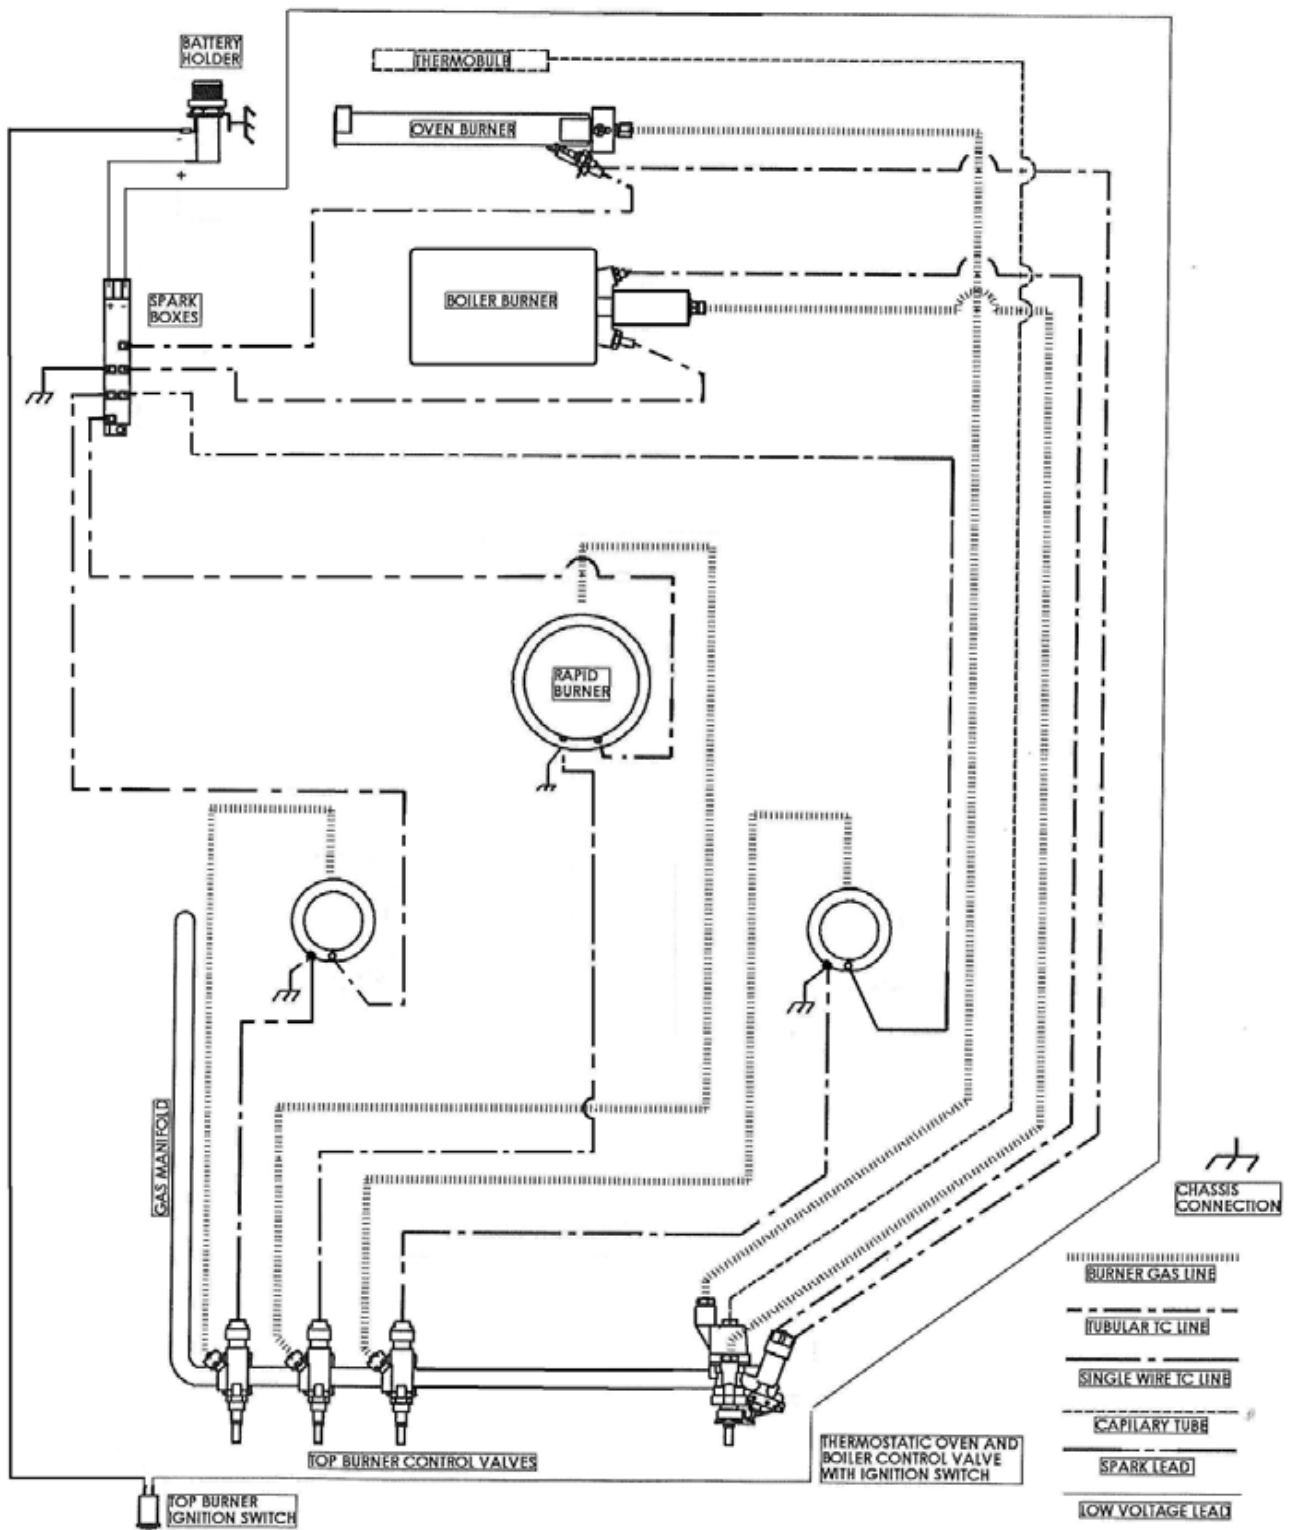 BATTERY
HOLDER
THERMOBULB
OVEN BURNER
-
+
SPARK
BOXES
+ -
BOILER BURNER
RAPID
BURNER
GAS MANIFOLD
CHASSIS
CONNECTION
BURNER GAS LINE
TUBULAR TC LINE
SINGLE WIRE TC LINE
CAPILARY TUBE
SPARK LEAD
LOW VOLTAGE LEAD
TOP BURNER CONTROL VALVES
THERMOSTATIC OVEN AND
BOILER CONTROL VALVE
WITH IGNITION SWITCH
TOP BURNER
IGNITION SWITCH